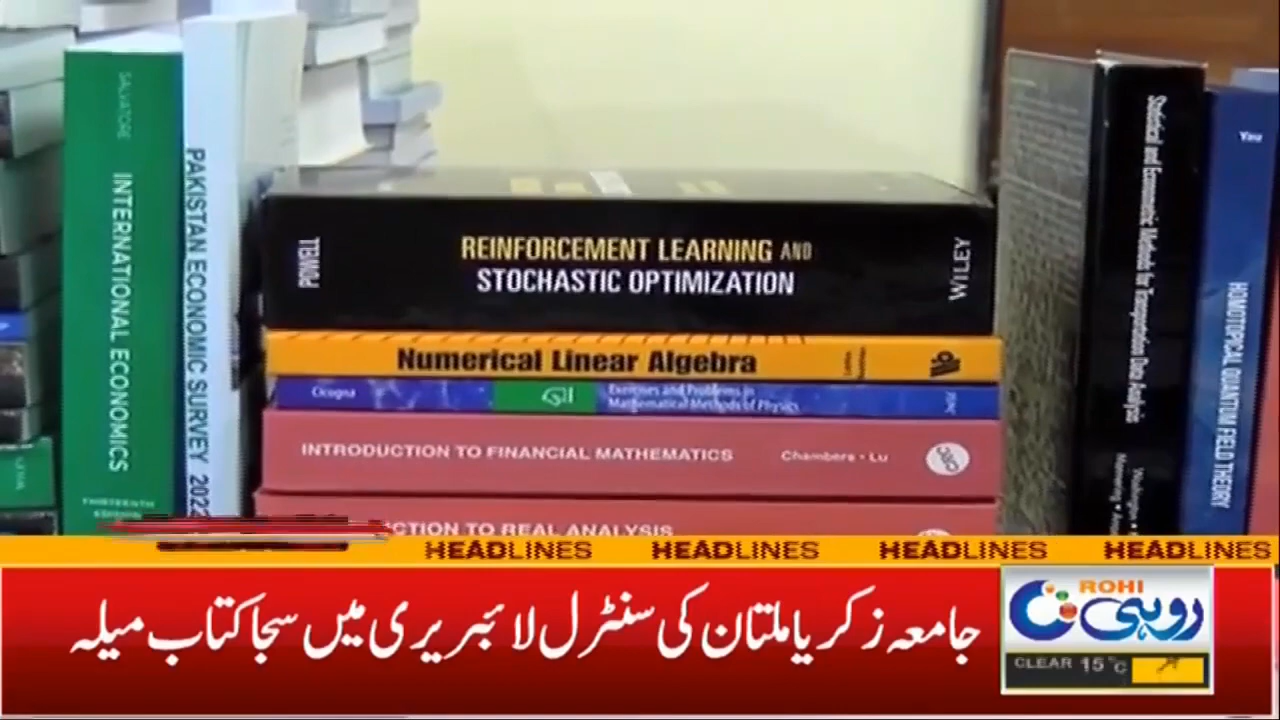 SALVATORE
INTERNATIONAL ECONOMICS
THIRTEENTH
EDITION
PAKISTAN ECONOMIC SURVEY 2022
POWELL
REINFORCEMENT LEARNING AND
STOCHASTIC OPTIMIZATION
WILEY
Numerical Linear Algebra
Cicogna
Exercises and Problems in
Mathematical Methods of Physics
INTRODUCTION TO FINANCIAL MATHEMATICS
Chambers • Lu
CRC
CTION TO REAL ANALYSIS
Statistical and Econometric Methods for Transportation Data Analysis
Yau
HOMOTOPICAL QUANTUM FIELD THEORY
HEADLINES HEADLINES HEADLINES HEADLINES
جامعہ زکریا ملتان کی سنٹرل لائبریری میں سجا کتاب میلہ
ROHI
روہی
CLEAR 15°C